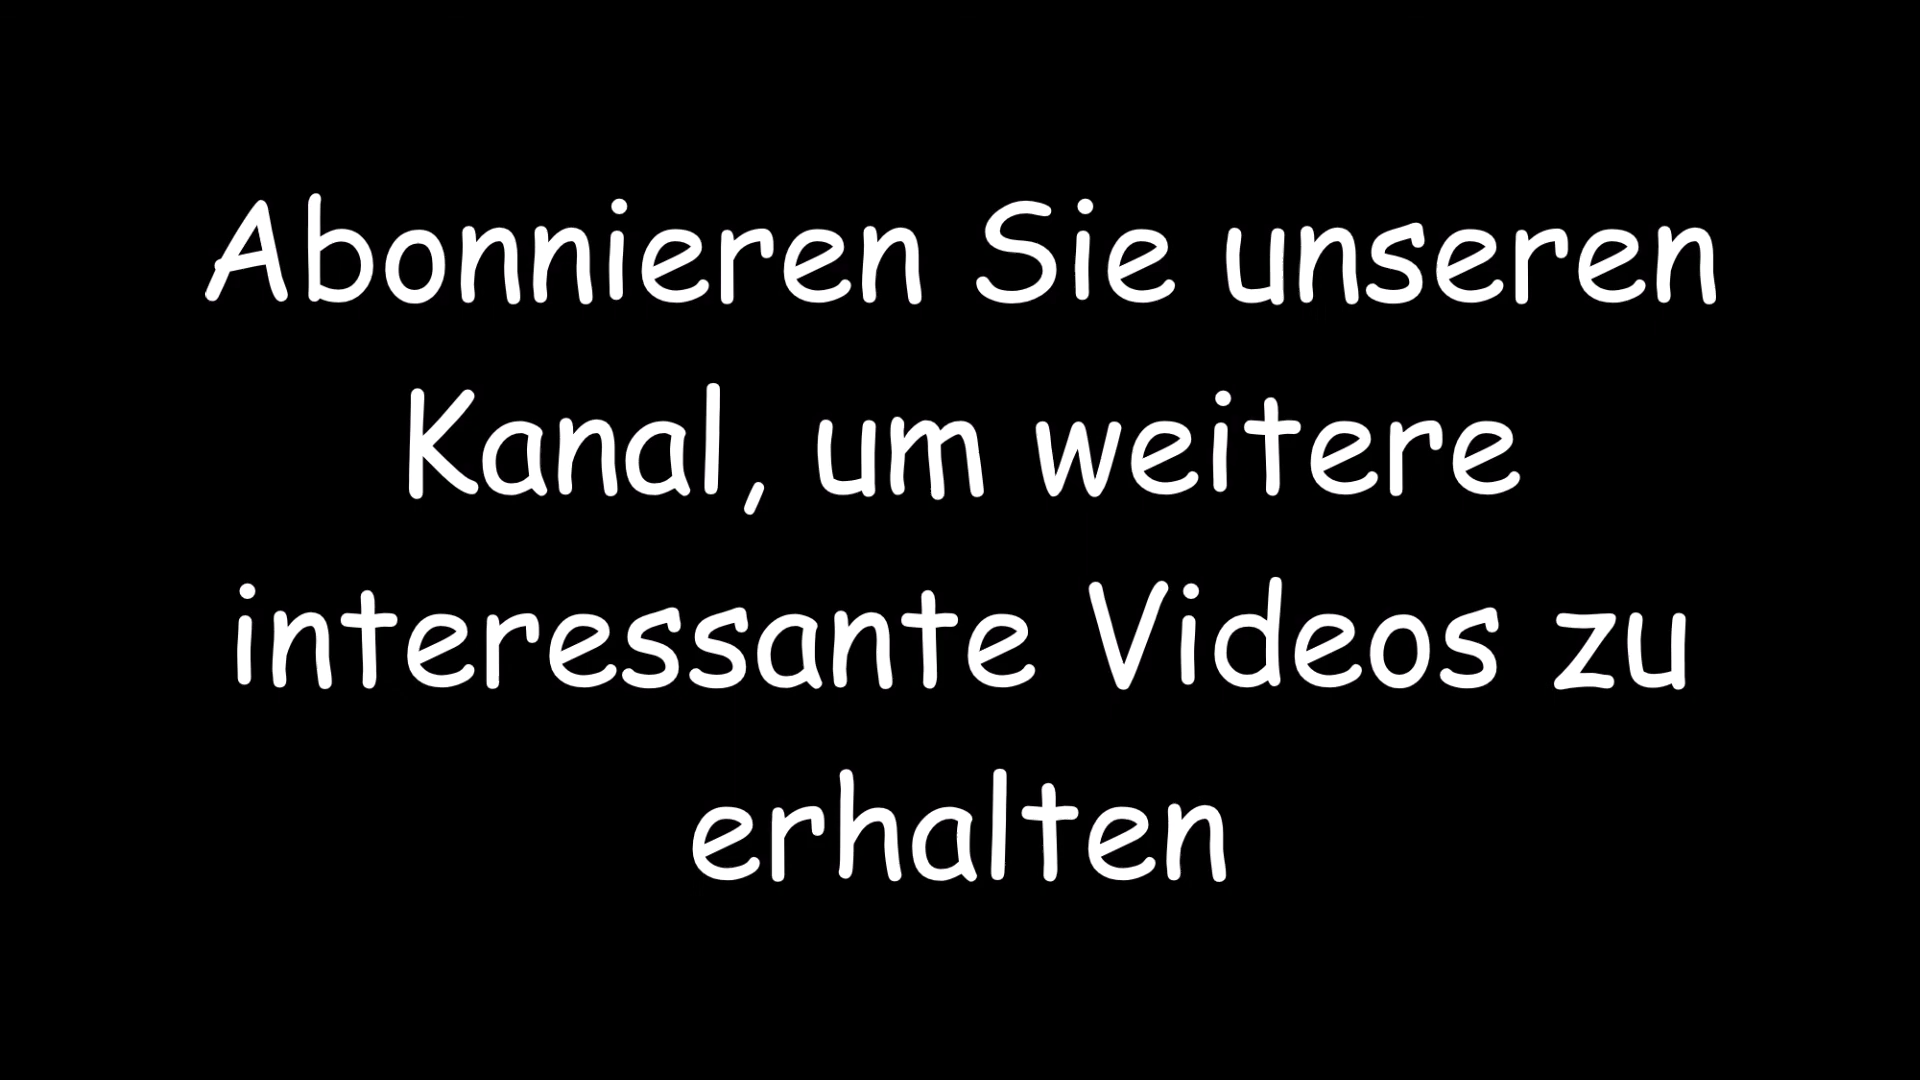 Abonnieren Sie unseren
Kanal, um weitere
interessante Videos zu
erhalten